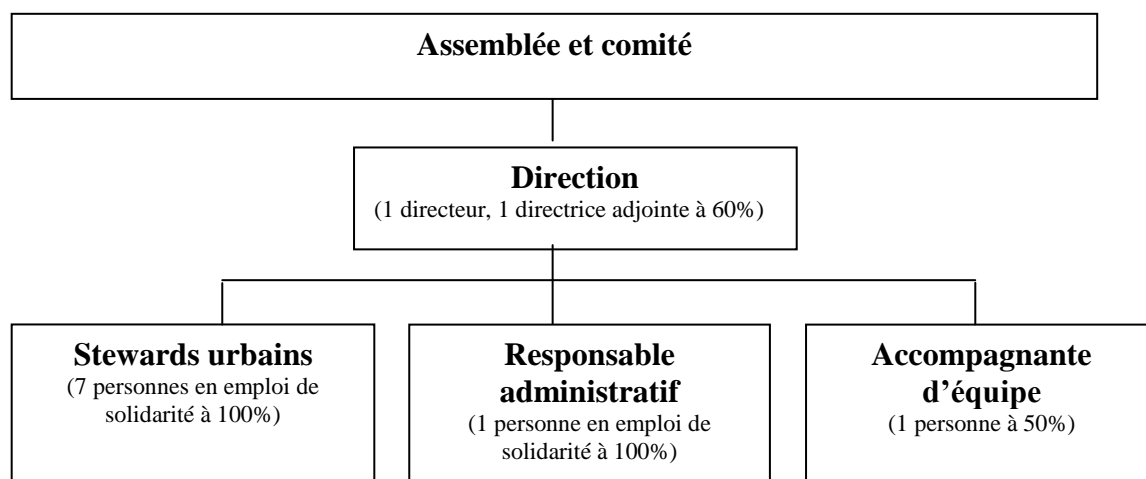 Assemblée et comité
Direction
(1 directeur, 1 directrice adjointe à 60%)
Stewards urbains
(7 personnes en emploi de
solidarité à 100%)
Responsable
administratif
(1 personne en emploi de
solidarité à 100%)
Accompagnante
d’équipe
(1 personne à 50%)